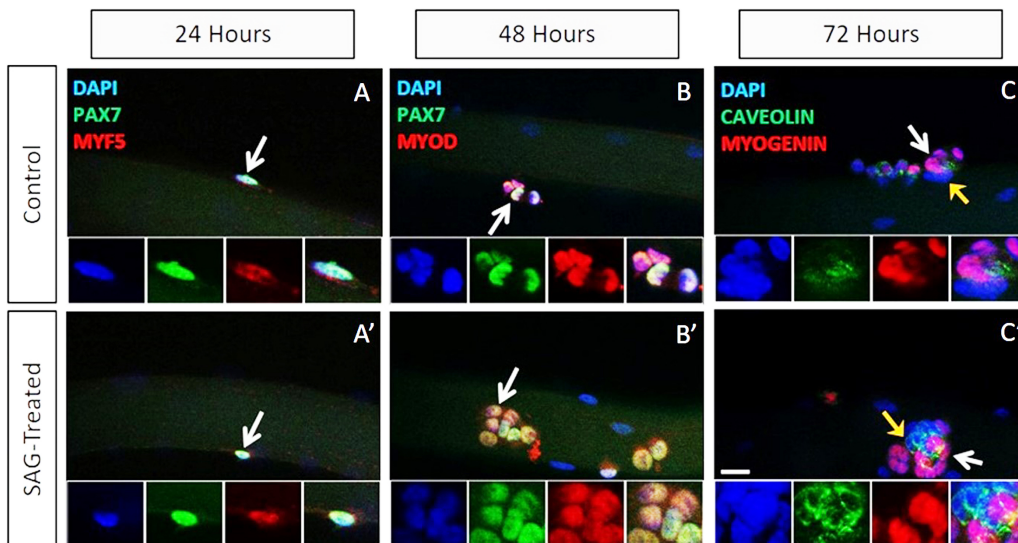 24 Hours
48 Hours
72 Hours
Control
DAPI
PAX7
MYF5
A
DAPI
PAX7
MYOD
B
DAPI
CAVEOLIN
MYOGENIN
C
SAG-Treated
A'
B'
C'